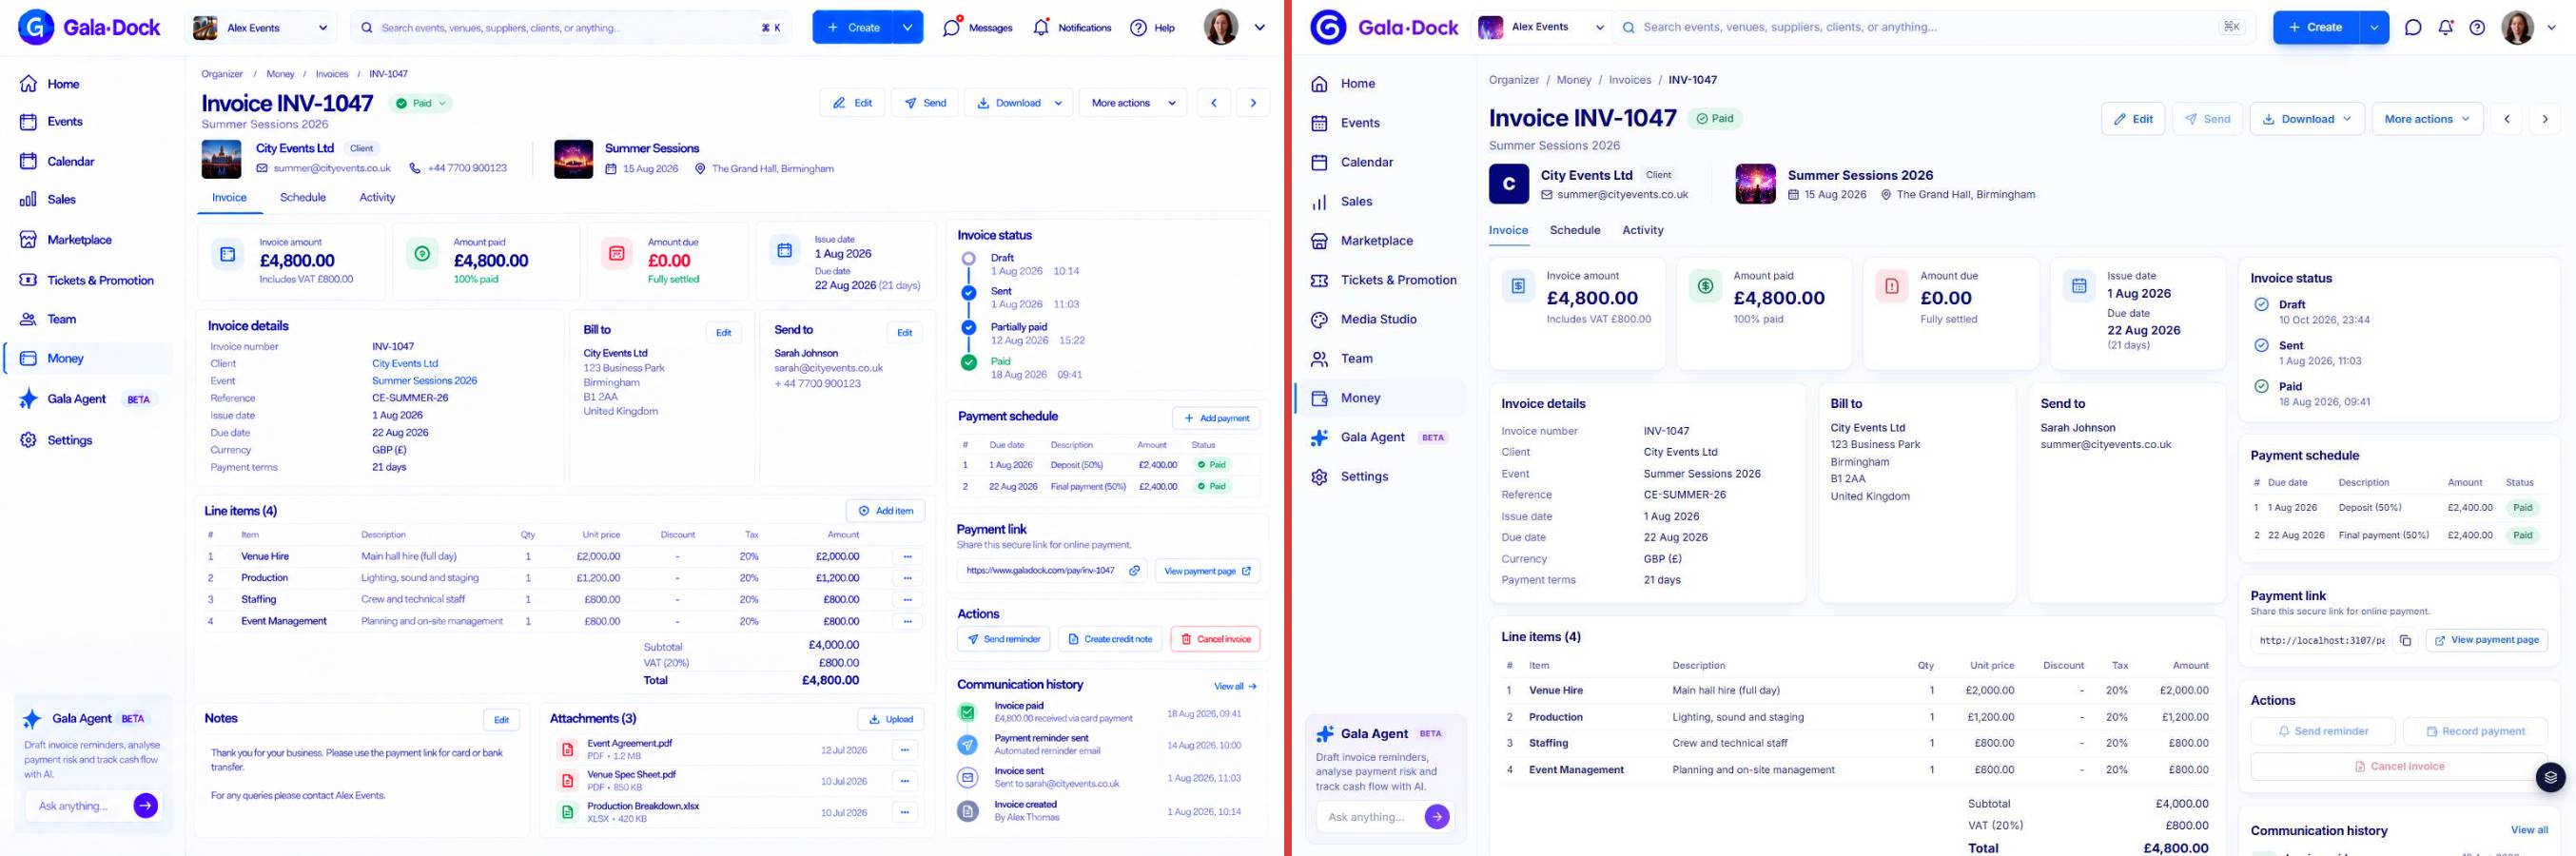 Gala·Dock
Alex Events
Search events, venues, suppliers, clients, or anything...
⌘ K
+ Create
Messages
Notifications
Help
Home
Events
Calendar
Sales
Marketplace
Tickets & Promotion
Team
Money
Gala Agent BETA
Settings
Gala Agent BETA
Draft invoice reminders, analyse
payment risk and track cash flow
with AI.
Ask anything...
Organizer / Money / Invoices / INV-1047
Invoice INV-1047
Paid
Summer Sessions 2026
Edit
Send
Download
More actions
City Events Ltd Client
summer@cityevents.co.uk +44 7700 900123
Summer Sessions
15 Aug 2026 The Grand Hall, Birmingham
Invoice Schedule Activity
Invoice amount
£4,800.00
Includes VAT £800.00
Amount paid
£4,800.00
100% paid
Amount due
£0.00
Fully settled
Issue date
1 Aug 2026
Due date
22 Aug 2026 (21 days)
Invoice details
Invoice number INV-1047
Client City Events Ltd
Event Summer Sessions 2026
Reference CE-SUMMER-26
Issue date 1 Aug 2026
Due date 22 Aug 2026
Currency GBP (£)
Payment terms 21 days
Bill to Edit
City Events Ltd
123 Business Park
Birmingham
B1 2AA
United Kingdom
Send to Edit
Sarah Johnson
sarah@cityevents.co.uk
+ 44 7700 900123
Line items (4) Add item
# Item Description Qty Unit price Discount Tax Amount
1 Venue Hire Main hall hire (full day) 1 £2,000.00 - 20% £2,000.00
2 Production Lighting, sound and staging 1 £1,200.00 - 20% £1,200.00
3 Staffing Crew and technical staff 1 £800.00 - 20% £800.00
4 Event Management Planning and on-site management 1 £800.00 - 20% £800.00
Subtotal £4,000.00
VAT (20%) £800.00
Total £4,800.00
Notes Edit
Thank you for your business. Please use the payment link for card or bank
transfer.
For any queries please contact Alex Events.
Attachments (3) Upload
Event Agreement.pdf
PDF • 1.2 MB
12 Jul 2026
Venue Spec Sheet.pdf
PDF • 850 KB
10 Jul 2026
Production Breakdown.xlsx
XLSX • 420 KB
10 Jul 2026
Invoice status
Draft
1 Aug 2026 10:14
Sent
1 Aug 2026 11:03
Partially paid
12 Aug 2026 15:22
Paid
18 Aug 2026 09:41
Payment schedule + Add payment
# Due date Description Amount Status
1 1 Aug 2026 Deposit (50%) £2,400.00 Paid
2 22 Aug 2026 Final payment (50%) £2,400.00 Paid
Payment link
Share this secure link for online payment.
https://www.galadock.com/pay/inv-1047 View payment page
Actions
Send reminder Create credit note Cancel invoice
Communication history View all →
Invoice paid
£4,800.00 received via card payment
18 Aug 2026, 09:41
Payment reminder sent
Automated reminder email
14 Aug 2026, 10:00
Invoice sent
Sent to sarah@cityevents.co.uk
1 Aug 2026, 11:03
Invoice created
By Alex Thomas
1 Aug 2026, 10:14
Gala·Dock
Alex Events
Search events, venues, suppliers, clients, or anything...
⌘K
+ Create
Home
Events
Calendar
Sales
Marketplace
Tickets & Promotion
Media Studio
Team
Money
Gala Agent BETA
Settings
Gala Agent BETA
Draft invoice reminders,
analyse payment risk and
track cash flow with AI.
Ask anything...
Organizer / Money / Invoices / INV-1047
Invoice INV-1047
Paid
Summer Sessions 2026
Edit
Send
Download
More actions
C
City Events Ltd Client
summer@cityevents.co.uk
Summer Sessions 2026
15 Aug 2026 The Grand Hall, Birmingham
Invoice Schedule Activity
Invoice amount
£4,800.00
Includes VAT £800.00
Amount paid
£4,800.00
100% paid
Amount due
£0.00
Fully settled
Issue date
1 Aug 2026
Due date
22 Aug 2026
(21 days)
Invoice details
Invoice number INV-1047
Client City Events Ltd
Event Summer Sessions 2026
Reference CE-SUMMER-26
Issue date 1 Aug 2026
Due date 22 Aug 2026
Currency GBP (£)
Payment terms 21 days
Bill to
City Events Ltd
123 Business Park
Birmingham
B1 2AA
United Kingdom
Send to
Sarah Johnson
summer@cityevents.co.uk
Line items (4)
# Item Description Qty Unit price Discount Tax Amount
1 Venue Hire Main hall hire (full day) 1 £2,000.00 - 20% £2,000.00
2 Production Lighting, sound and staging 1 £1,200.00 - 20% £1,200.00
3 Staffing Crew and technical staff 1 £800.00 - 20% £800.00
4 Event Management Planning and on-site management 1 £800.00 - 20% £800.00
Subtotal £4,000.00
VAT (20%) £800.00
Total £4,800.00
Invoice status
Draft
10 Oct 2026, 23:44
Sent
1 Aug 2026, 11:03
Paid
18 Aug 2026, 09:41
Payment schedule
# Due date Description Amount Status
1 1 Aug 2026 Deposit (50%) £2,400.00 Paid
2 22 Aug 2026 Final payment (50%) £2,400.00 Paid
Payment link
Share this secure link for online payment.
http://localhost:3107/pa View payment page
Actions
Send reminder Record payment
Cancel invoice
Communication history View all